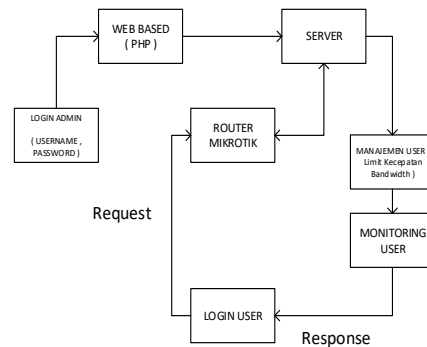 WEB BASED
( PHP )
SERVER
LOGIN ADMIN
( USERNAME ,
PASSWORD )
ROUTER
MIKROTIK
MANAJEMEN USER
Limit Kecepatan
Bandwidth )
Request
MONITORING
USER
LOGIN USER
Response